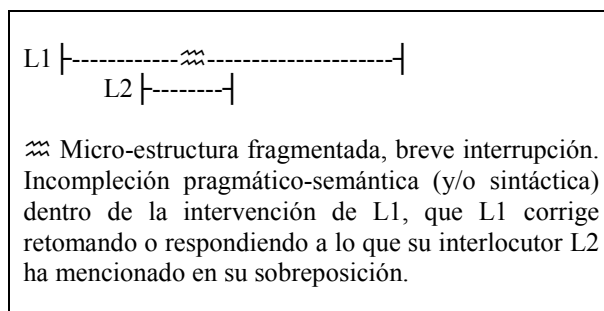 L1 ├------------♒---------------------┤
L2 ├--------┤
♒ Micro-estructura fragmentada, breve interrupción.
Incompleción pragmático-semántica (y/o sintáctica)
dentro de la intervención de L1, que L1 corrige
retomando o respondiendo a lo que su interlocutor L2
ha mencionado en su sobreposición.